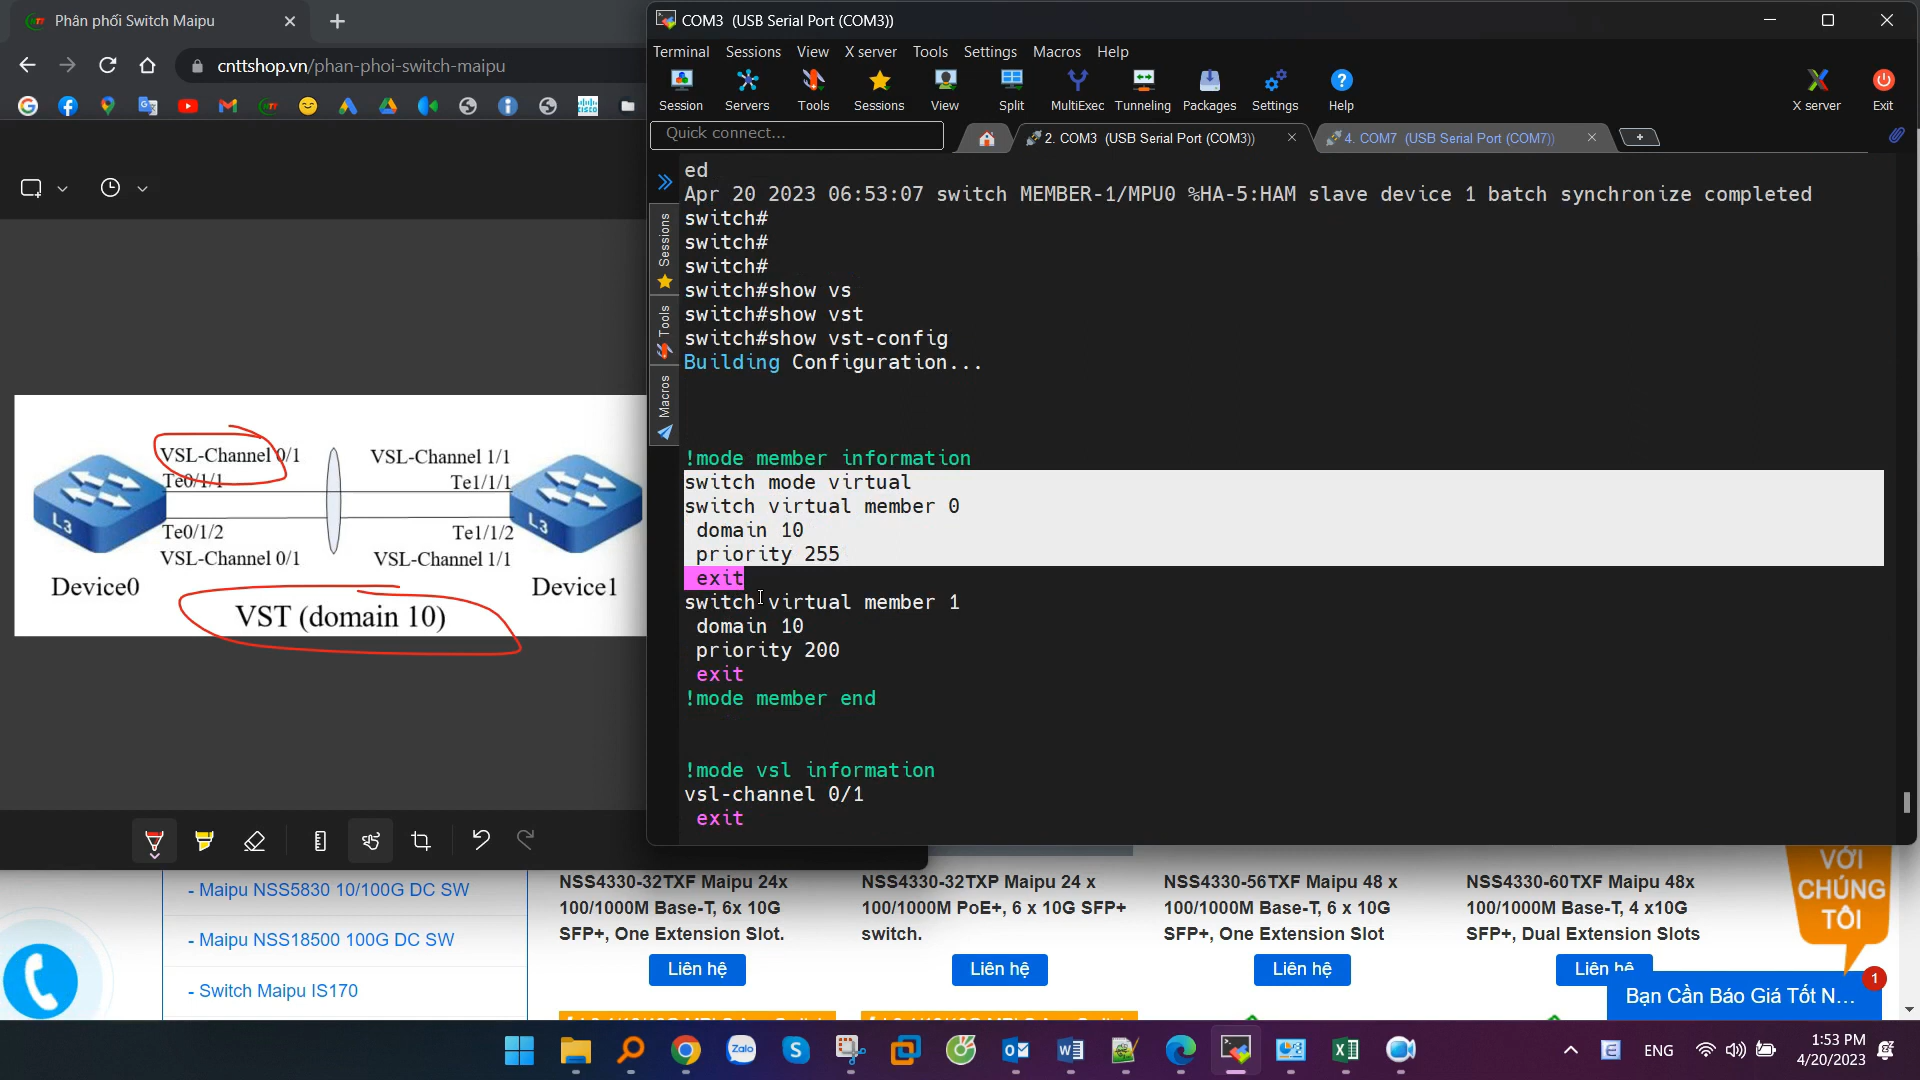 Phân phối Switch Maipu
cnttshop.vn/phan-phoi-switch-maipu
VSL-Channel 0/1
VSL-Channel 1/1
Te0/1/1
Te1/1/1
L3
L3
Te0/1/2
Te1/1/2
VSL-Channel 0/1
VSL-Channel 1/1
Device0
Device1
VST (domain 10)
COM3 (USB Serial Port (COM3))
Terminal Sessions View X server Tools Settings Macros Help
Session Servers Tools Sessions View Split MultiExec Tunneling Packages Settings Help X server Exit
Quick connect...
2. COM3 (USB Serial Port (COM3))
4. COM7 (USB Serial Port (COM7))
Sessions
Tools
Macros
ed
Apr 20 2023 06:53:07 switch MEMBER-1/MPU0 %HA-5:HAM slave device 1 batch synchronize completed
switch#
switch#
switch#
switch#show vs
switch#show vst
switch#show vst-config
Building Configuration...
!mode member information
switch mode virtual
switch virtual member 0
domain 10
priority 255
exit
switch virtual member 1
domain 10
priority 200
exit
!mode member end
!mode vsl information
vsl-channel 0/1
exit
- Maipu NSS5830 10/100G DC SW
- Maipu NSS18500 100G DC SW
- Switch Maipu IS170
NSS4330-32TXF Maipu 24x
100/1000M Base-T, 6x 10G
SFP+, One Extension Slot.
Liên hệ
NSS4330-32TXP Maipu 24 x
100/1000M PoE+, 6 x 10G SFP+
switch.
Liên hệ
NSS4330-56TXF Maipu 48 x
100/1000M Base-T, 6 x 10G
SFP+, One Extension Slot
Liên hệ
NSS4330-60TXF Maipu 48x
100/1000M Base-T, 4 x10G
SFP+, Dual Extension Slots
Liên hệ
VỚI
CHÚNG
TÔI
1
Bạn Cần Báo Giá Tốt N...
Zalo
ENG
1:53 PM
4/20/2023